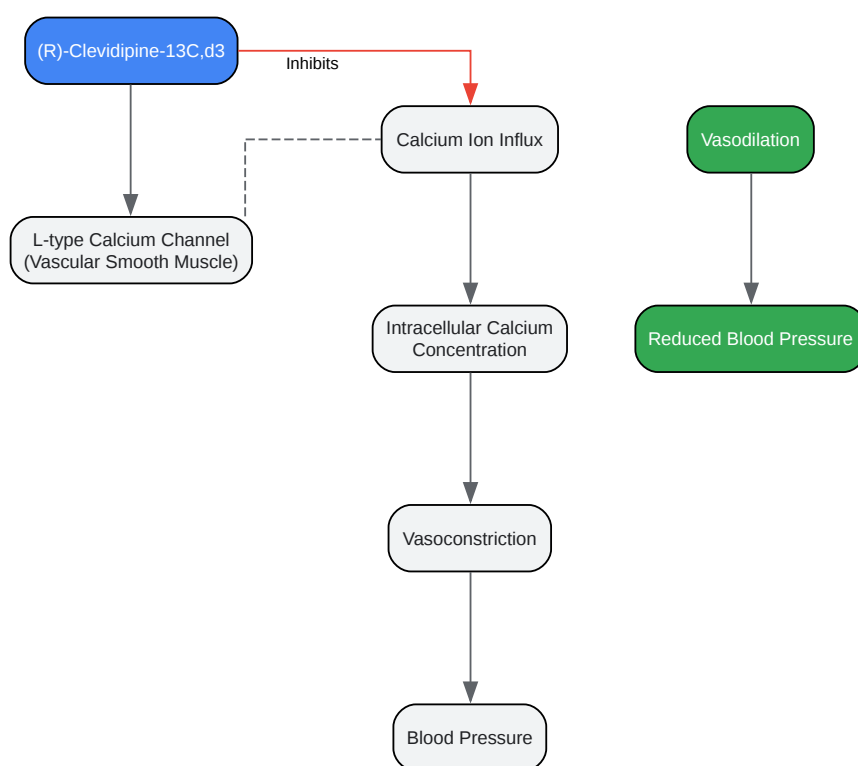 (R)-Clevidipine-13C,d3
Inhibits
Calcium Ion Influx
Vasodilation
L-type Calcium Channel
(Vascular Smooth Muscle)
Intracellular Calcium
Concentration
Reduced Blood Pressure
Vasoconstriction
Blood Pressure